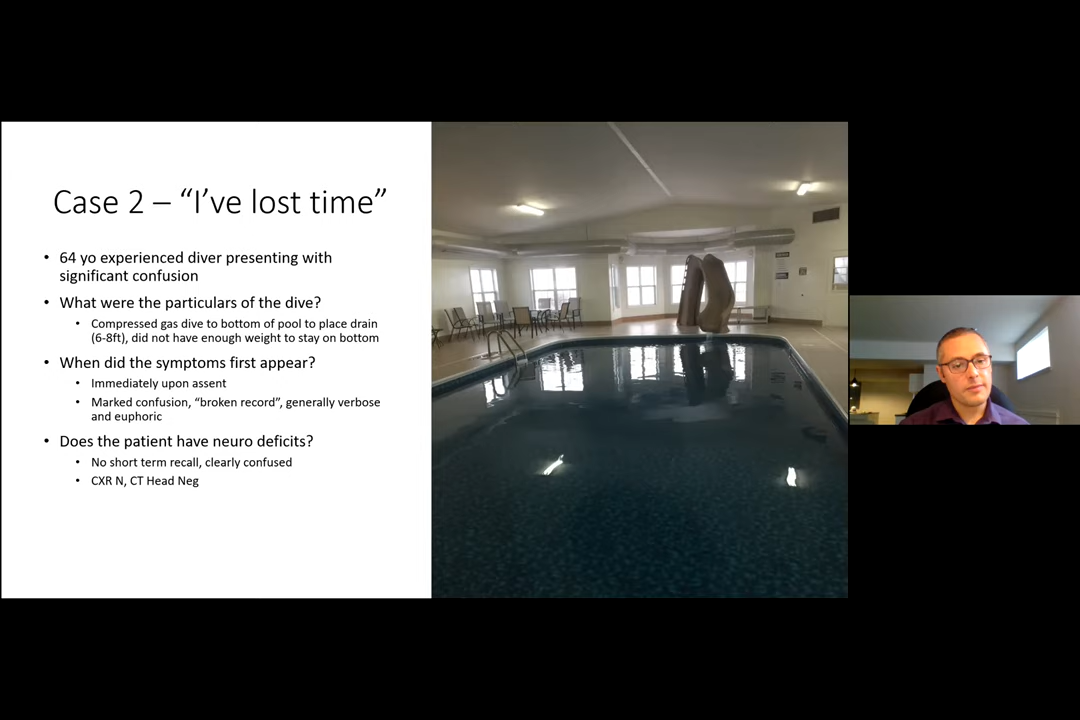 Case 2 – “I’ve lost time”
• 64 yo experienced diver presenting with
significant confusion
• What were the particulars of the dive?
• Compressed gas dive to bottom of pool to place drain
(6-8ft), did not have enough weight to stay on bottom
• When did the symptoms first appear?
• Immediately upon assent
• Marked confusion, “broken record”, generally verbose
and euphoric
• Does the patient have neuro deficits?
• No short term recall, clearly confused
• CXR N, CT Head Neg